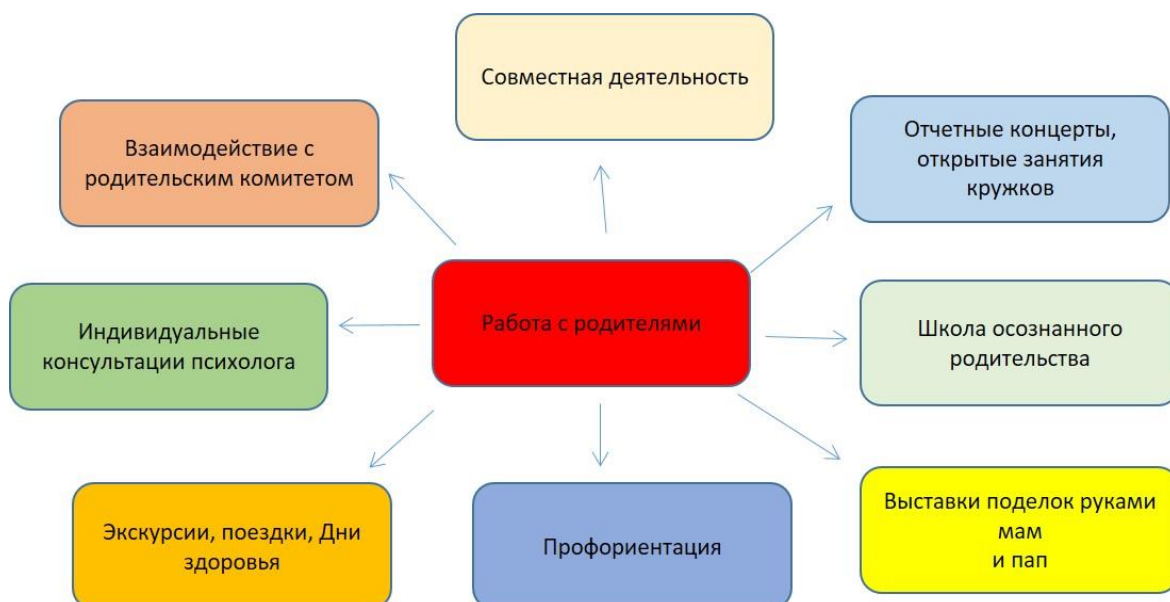 Совместная деятельность
Взаимодействие с
родительским комитетом
Отчетные концерты,
открытые занятия
кружков
Индивидуальные
консультации психолога
Работа с родителями
Школа осознанного
родительства
Экскурсии, поездки, Дни
здоровья
Профориентация
Выставки поделок руками
мам
и пап